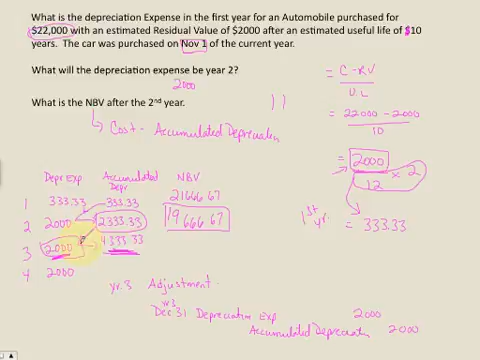 What is the depreciation Expense in the first year for an Automobile purchased for
$22,000 with an estimated Residual Value of $2000 after an estimated useful life of $10
years. The car was purchased on Nov 1 of the current year.
What will the depreciation expense be year 2?
2000
What is the NBV after the 2nd year.
Cost - Accumulated Depreciation
= C - RV
U.L
= 22000 - 2000
10
= 2000 × 2
12
1st yr. = 333.33
Depr Exp Accumulated Depr NBV
1 333.33 333.33 21666 67
2 2000 2333.33 19 666 67
3 2000 4333 33
4 2000
yr. 3 Adjustment
yr3
Dec 31 Depreciation Exp 2000
Accumulated Depreciation 2000